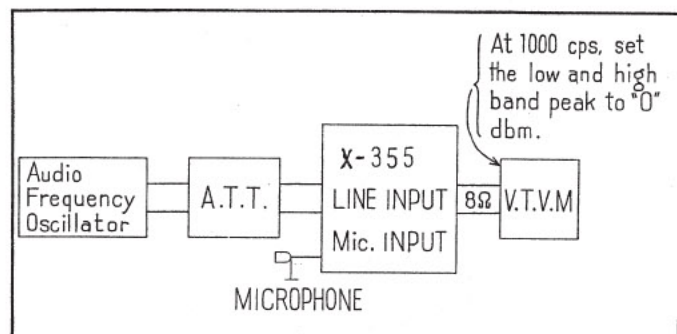 At 1000 cps, set
the low and high
band peak to "0"
dbm.
Audio
Frequency
Oscillator
A.T.T.
X-355
LINE INPUT
Mic. INPUT
8Ω
V.T.V.M
MICROPHONE